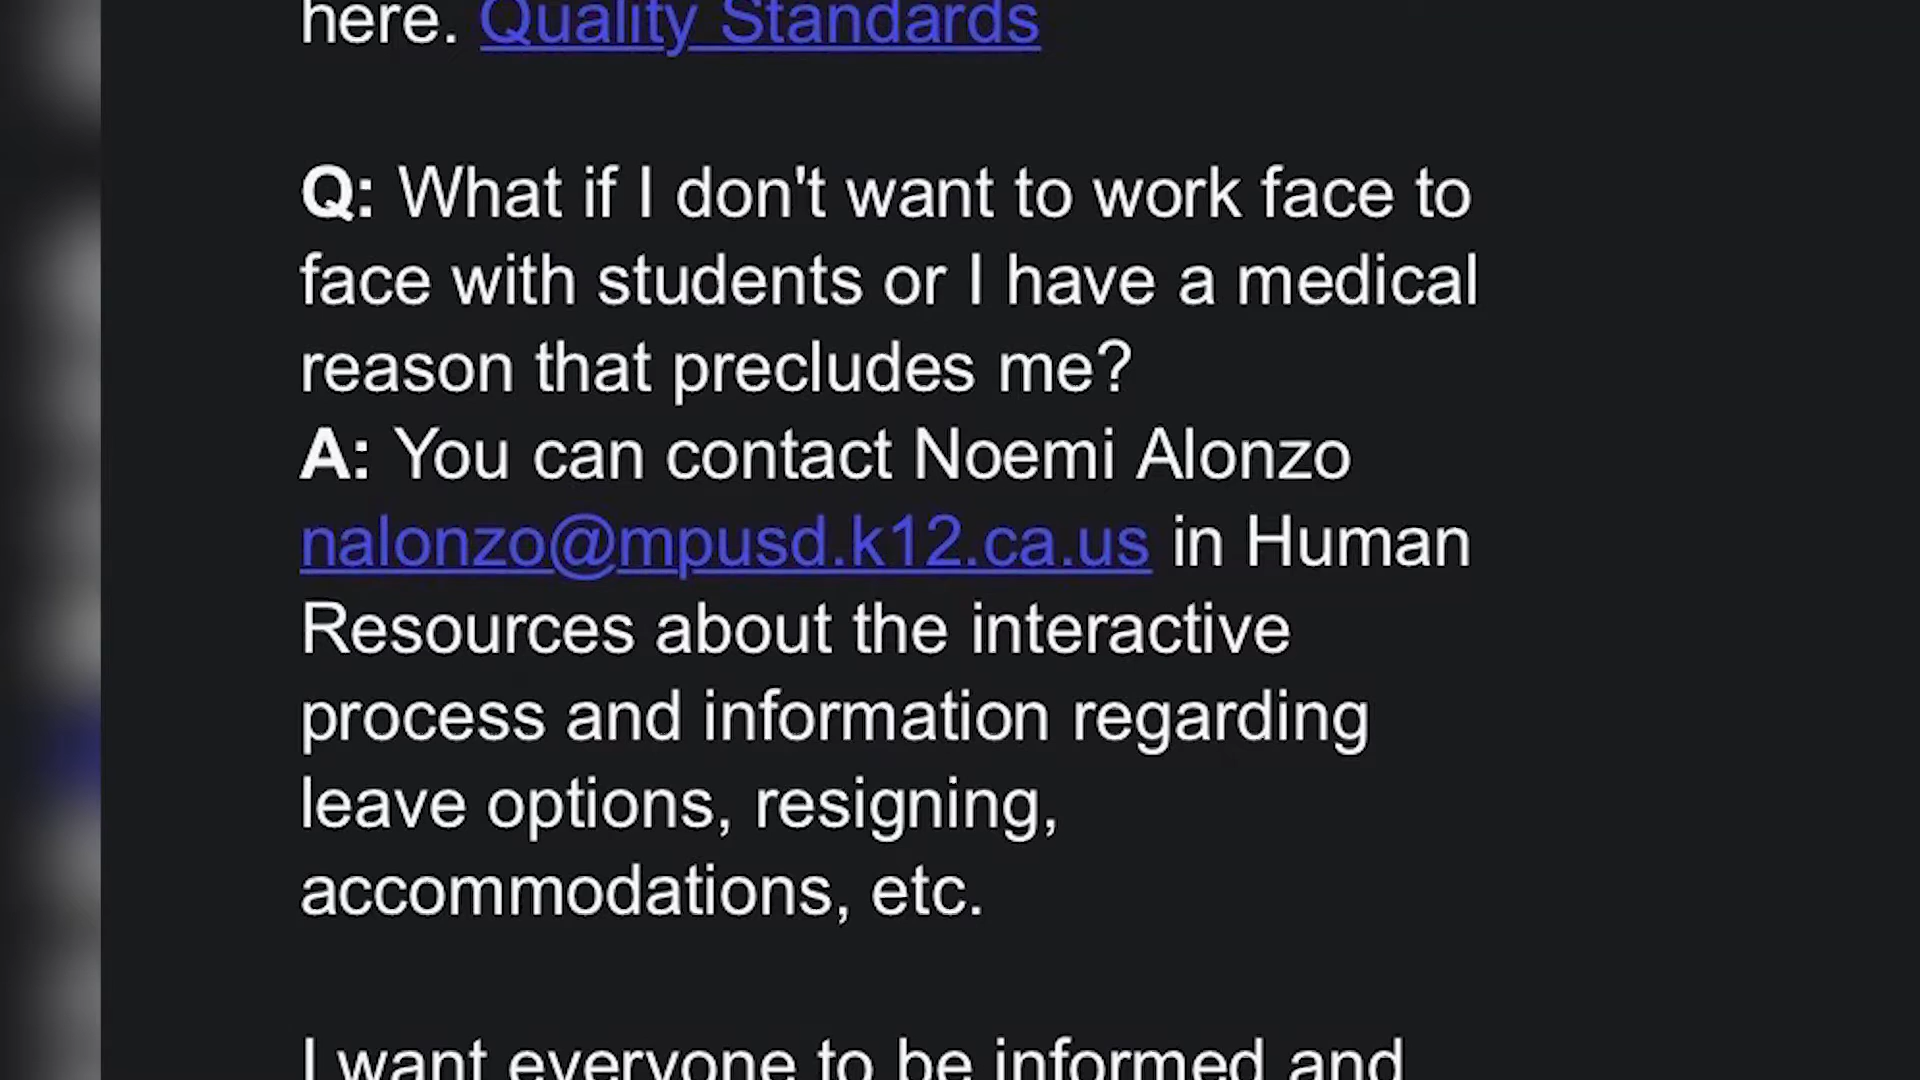 here. Quality Standards
Q: What if I don't want to work face to
face with students or I have a medical
reason that precludes me?
A: You can contact Noemi Alonzo
nalonzo@mpusd.k12.ca.us in Human
Resources about the interactive
process and information regarding
leave options, resigning,
accommodations, etc.
I want everyone to be informed and